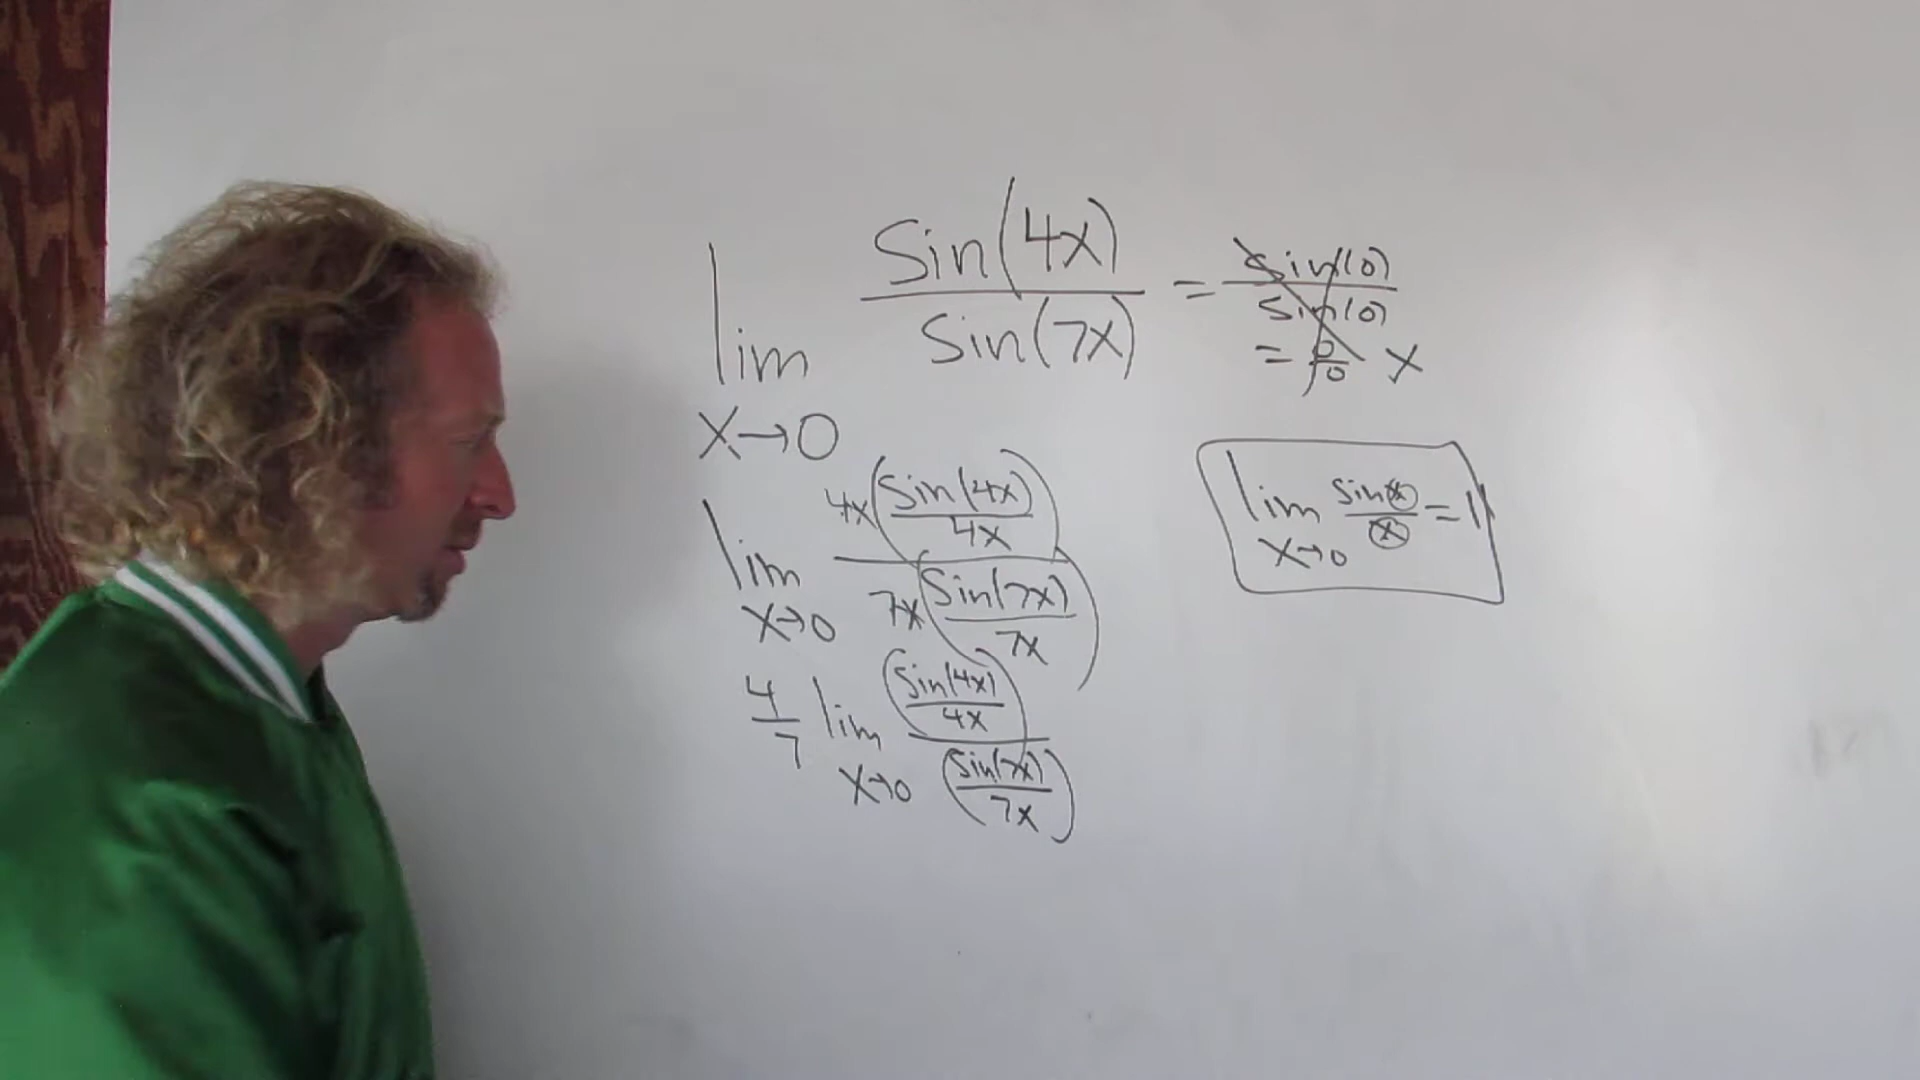 lim x→0 Sin(4x)/Sin(7x) = Sin(0)/Sin(0)
= 0/0 X
lim x→0 4x(Sin(4x)/4x) / 7x(Sin(7x)/7x)
lim x→0 Sin(x)/x = 1
4/7 lim x→0 (Sin(4x)/4x) / (Sin(7x)/7x)